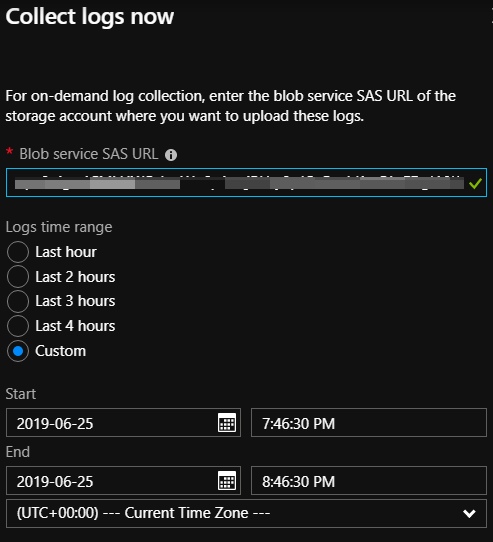 Collect logs now
For on-demand log collection, enter the blob service SAS URL of the
storage account where you want to upload these logs.
* Blob service SAS URL
Logs time range
Last hour
Last 2 hours
Last 3 hours
Last 4 hours
Custom
Start
2019-06-25 7:46:30 PM
End
2019-06-25 8:46:30 PM
(UTC+00:00) --- Current Time Zone ---